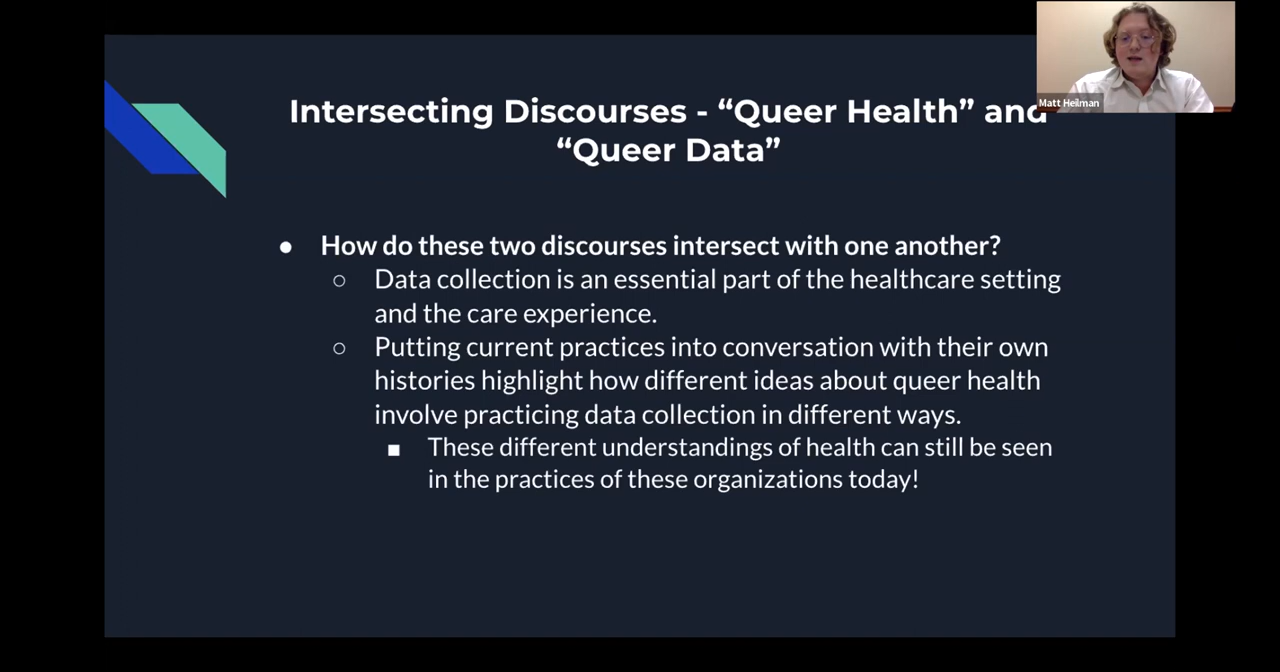 Intersecting Discourses - “Queer Health” and
“Queer Data”
Matt Heilman
● How do these two discourses intersect with one another?
○ Data collection is an essential part of the healthcare setting
and the care experience.
○ Putting current practices into conversation with their own
histories highlight how different ideas about queer health
involve practicing data collection in different ways.
■ These different understandings of health can still be seen
in the practices of these organizations today!